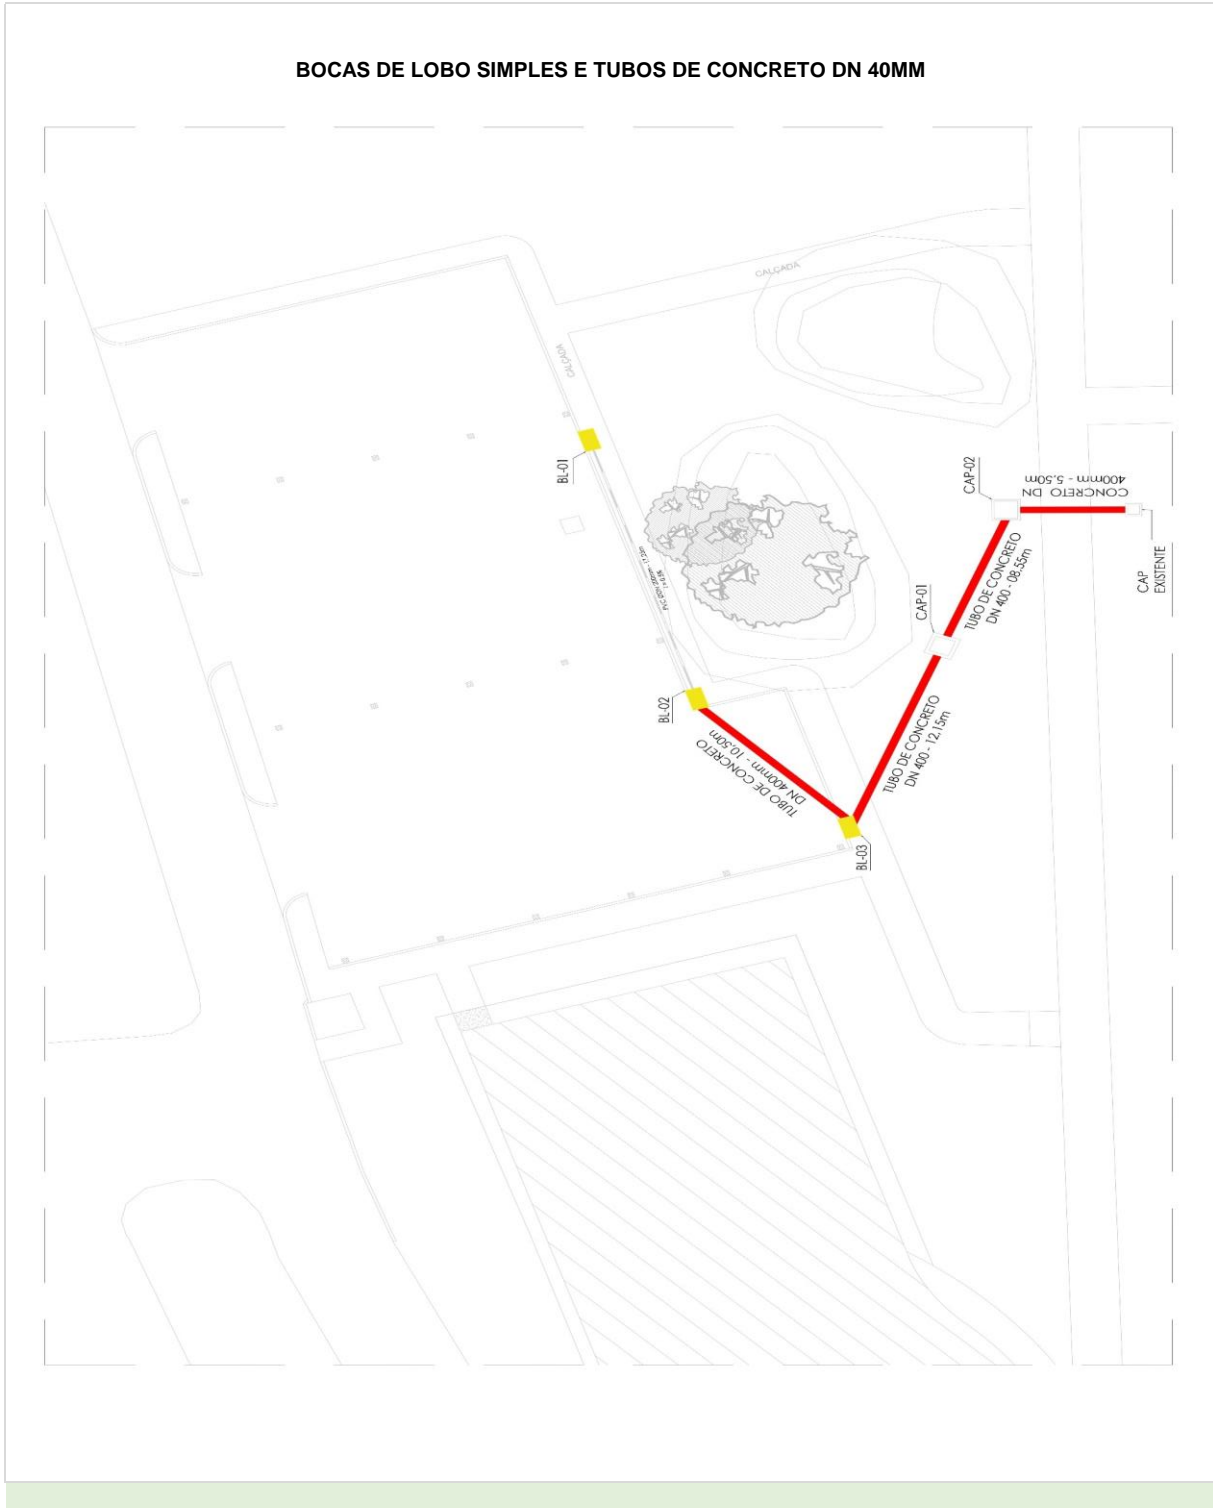 BOCAS DE LOBO SIMPLES E TUBOS DE CONCRETO DN 40MM
CALÇADA
CALÇADA
BL-01
CAP-02
CONCRETO DN
400mm - 5,50m
CAP
EXISTENTE
TUBO DE CONCRETO
DN 400 - 08.55m
CAP-01
BL-02
TUBO DE CONCRETO
DN 400mm - 10,50m
TUBO DE CONCRETO
DN 400 - 12.15m
BL-03